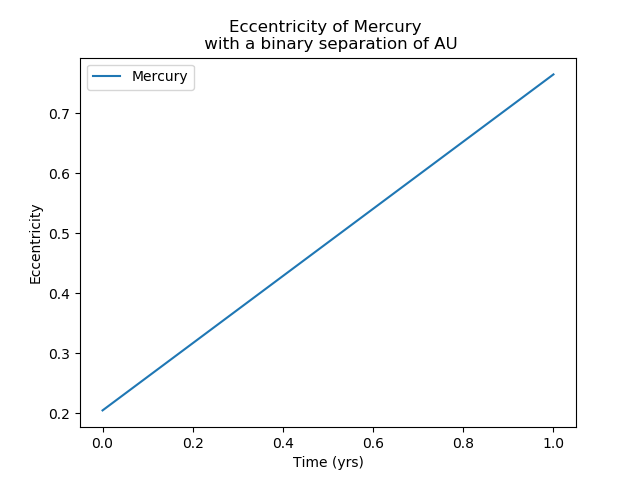 Eccentricity of Mercury
with a binary separation of AU
Mercury
0.7
0.6
0.5
0.4
0.3
0.2
Eccentricity
0.0 0.2 0.4 0.6 0.8 1.0
Time (yrs)